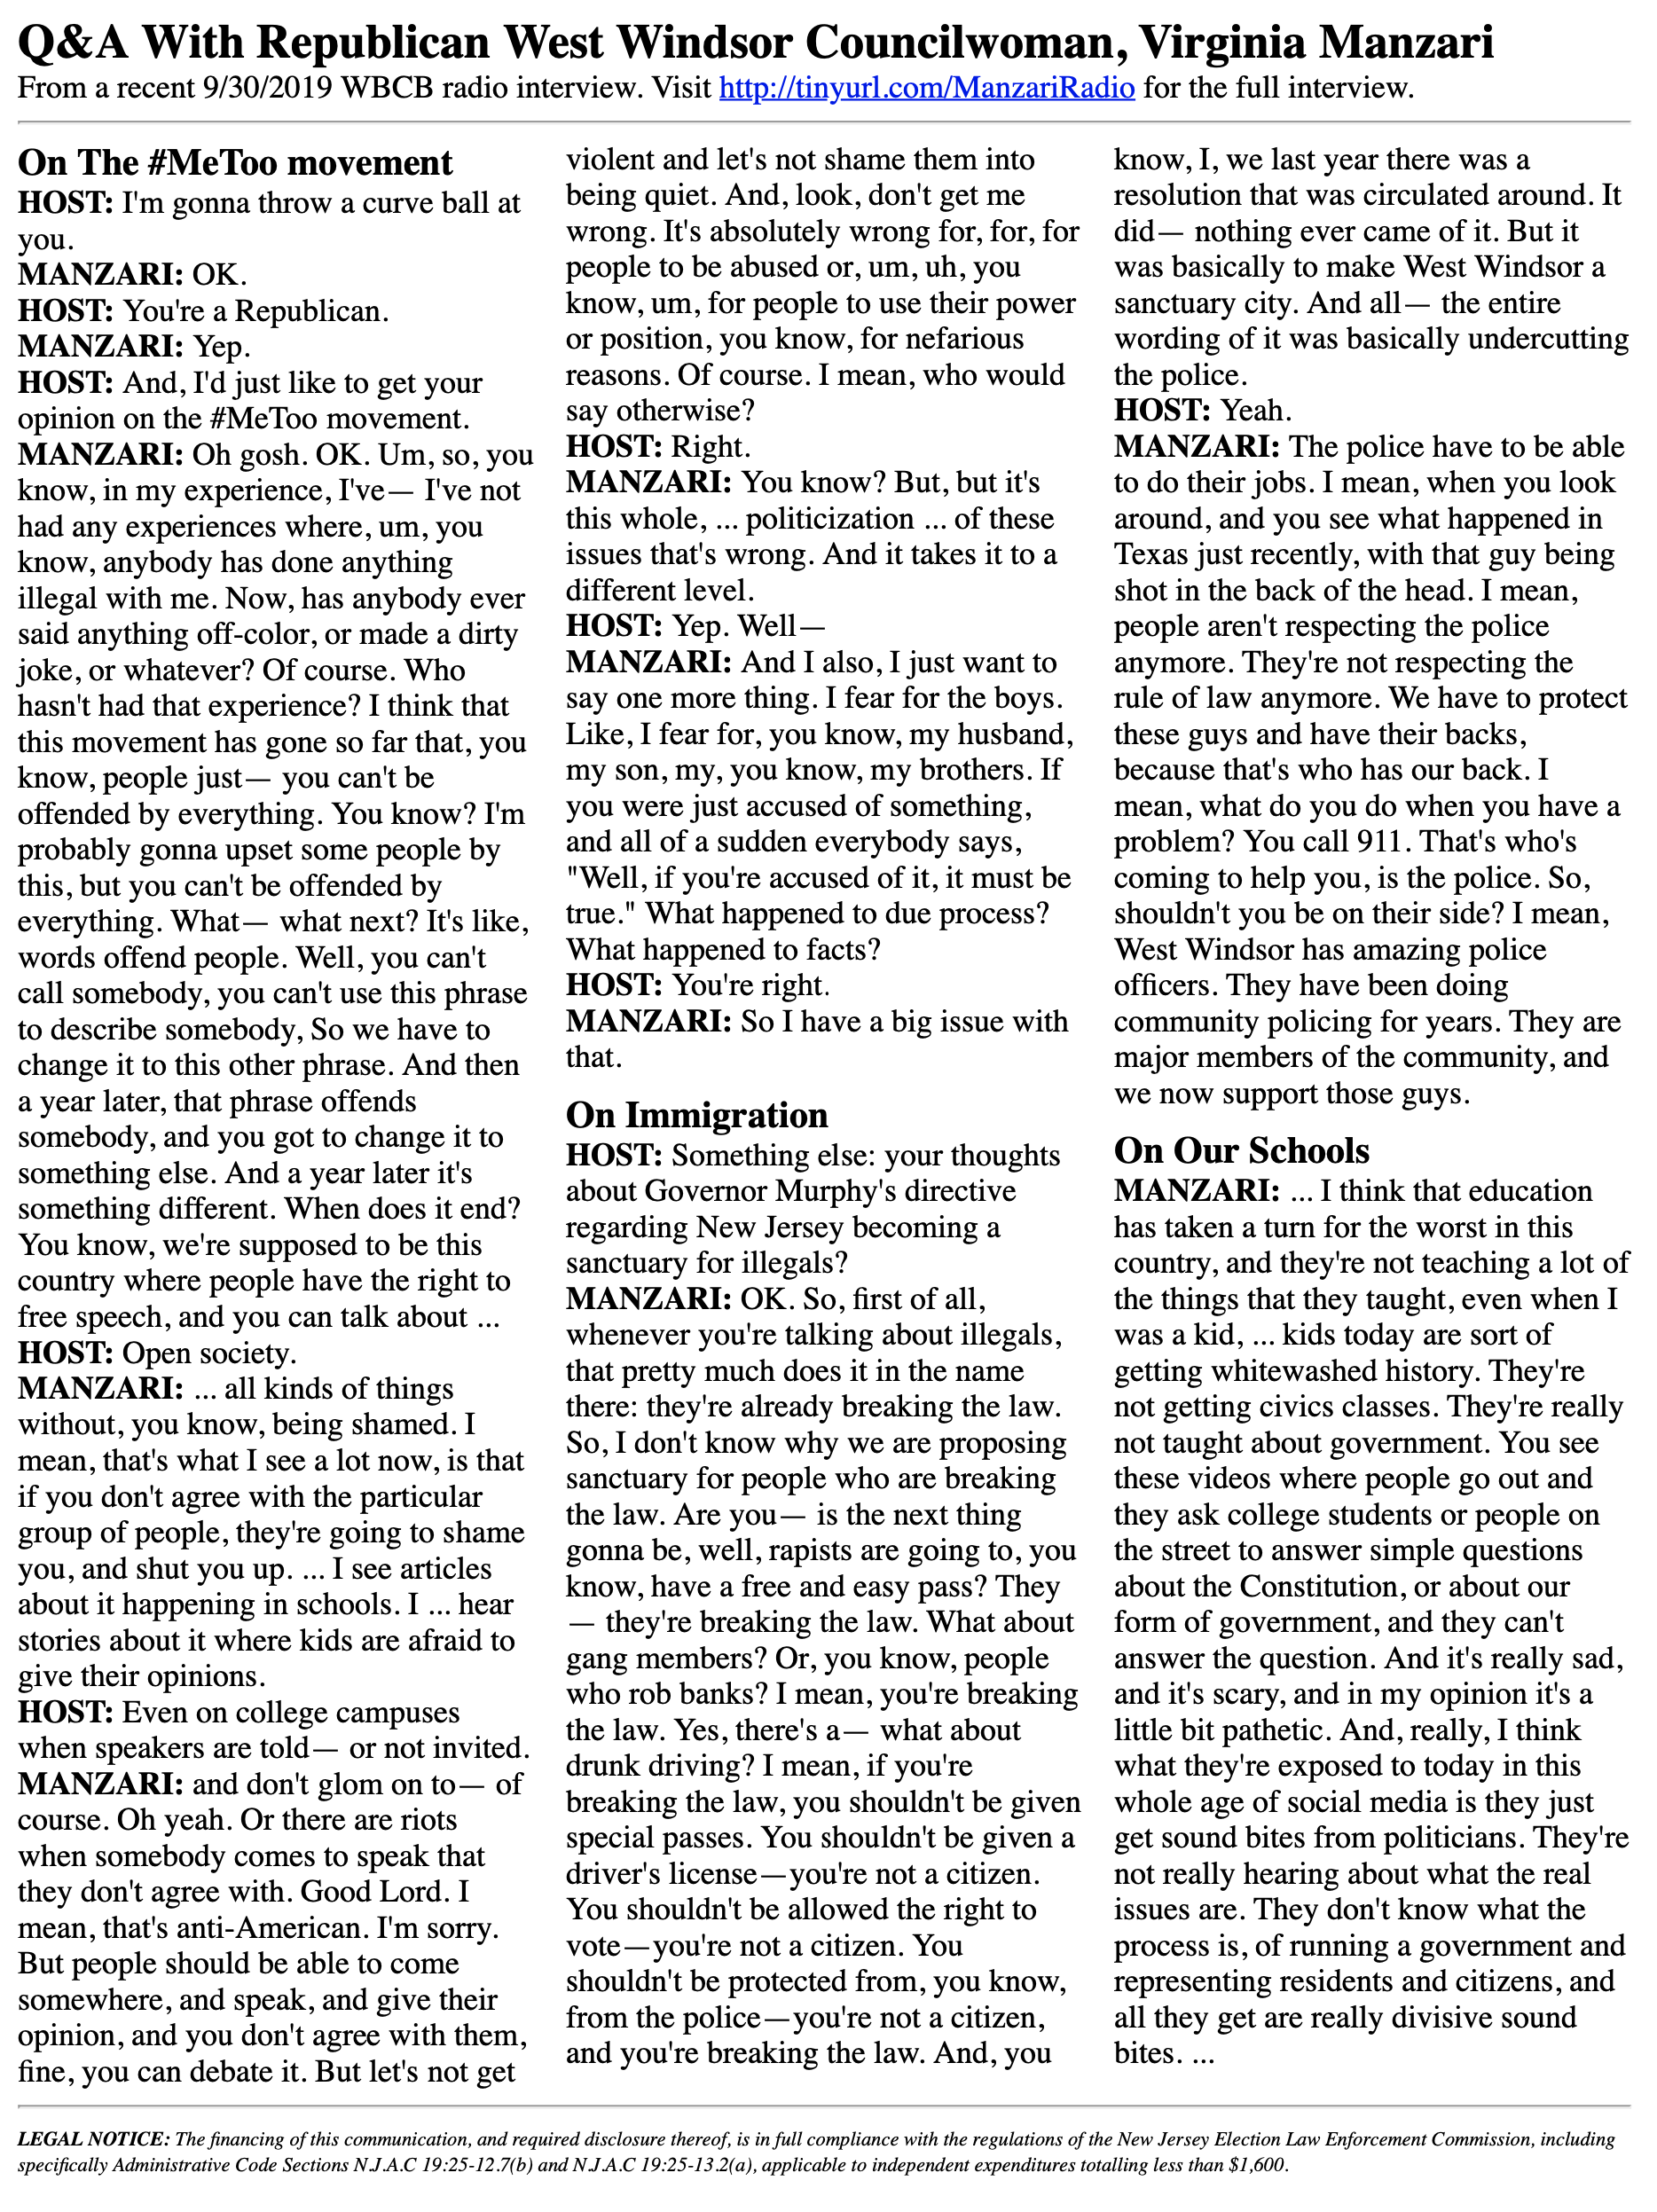 Q&A With Republican West Windsor Councilwoman, Virginia Manzari
From a recent 9/30/2019 WBCB radio interview. Visit http://tinyurl.com/ManzariRadio for the full interview.
On The #MeToo movement
HOST: I'm gonna throw a curve ball at
you.
MANZARI: OK.
HOST: You're a Republican.
MANZARI: Yep.
HOST: And, I'd just like to get your
opinion on the #MeToo movement.
MANZARI: Oh gosh. OK. Um, so, you
know, in my experience, I've— I've not
had any experiences where, um, you
know, anybody has done anything
illegal with me. Now, has anybody ever
said anything off-color, or made a dirty
joke, or whatever? Of course. Who
hasn't had that experience? I think that
this movement has gone so far that, you
know, people just— you can't be
offended by everything. You know? I'm
probably gonna upset some people by
this, but you can't be offended by
everything. What— what next? It's like,
words offend people. Well, you can't
call somebody, you can't use this phrase
to describe somebody, So we have to
change it to this other phrase. And then
a year later, that phrase offends
somebody, and you got to change it to
something else. And a year later it's
something different. When does it end?
You know, we're supposed to be this
country where people have the right to
free speech, and you can talk about ...
HOST: Open society.
MANZARI: ... all kinds of things
without, you know, being shamed. I
mean, that's what I see a lot now, is that
if you don't agree with the particular
group of people, they're going to shame
you, and shut you up. ... I see articles
about it happening in schools. I ... hear
stories about it where kids are afraid to
give their opinions.
HOST: Even on college campuses
when speakers are told— or not invited.
MANZARI: and don't glom on to— of
course. Oh yeah. Or there are riots
when somebody comes to speak that
they don't agree with. Good Lord. I
mean, that's anti-American. I'm sorry.
But people should be able to come
somewhere, and speak, and give their
opinion, and you don't agree with them,
fine, you can debate it. But let's not get
violent and let's not shame them into
being quiet. And, look, don't get me
wrong. It's absolutely wrong for, for, for
people to be abused or, um, uh, you
know, um, for people to use their power
or position, you know, for nefarious
reasons. Of course. I mean, who would
say otherwise?
HOST: Right.
MANZARI: You know? But, but it's
this whole, ... politicization ... of these
issues that's wrong. And it takes it to a
different level.
HOST: Yep. Well—
MANZARI: And I also, I just want to
say one more thing. I fear for the boys.
Like, I fear for, you know, my husband,
my son, my, you know, my brothers. If
you were just accused of something,
and all of a sudden everybody says,
"Well, if you're accused of it, it must be
true." What happened to due process?
What happened to facts?
HOST: You're right.
MANZARI: So I have a big issue with
that.
On Immigration
HOST: Something else: your thoughts
about Governor Murphy's directive
regarding New Jersey becoming a
sanctuary for illegals?
MANZARI: OK. So, first of all,
whenever you're talking about illegals,
that pretty much does it in the name
there: they're already breaking the law.
So, I don't know why we are proposing
sanctuary for people who are breaking
the law. Are you— is the next thing
gonna be, well, rapists are going to, you
know, have a free and easy pass? They
— they're breaking the law. What about
gang members? Or, you know, people
who rob banks? I mean, you're breaking
the law. Yes, there's a— what about
drunk driving? I mean, if you're
breaking the law, you shouldn't be given
special passes. You shouldn't be given a
driver's license—you're not a citizen.
You shouldn't be allowed the right to
vote—you're not a citizen. You
shouldn't be protected from, you know,
from the police—you're not a citizen,
and you're breaking the law. And, you
know, I, we last year there was a
resolution that was circulated around. It
did— nothing ever came of it. But it
was basically to make West Windsor a
sanctuary city. And all— the entire
wording of it was basically undercutting
the police.
HOST: Yeah.
MANZARI: The police have to be able
to do their jobs. I mean, when you look
around, and you see what happened in
Texas just recently, with that guy being
shot in the back of the head. I mean,
people aren't respecting the police
anymore. They're not respecting the
rule of law anymore. We have to protect
these guys and have their backs,
because that's who has our back. I
mean, what do you do when you have a
problem? You call 911. That's who's
coming to help you, is the police. So,
shouldn't you be on their side? I mean,
West Windsor has amazing police
officers. They have been doing
community policing for years. They are
major members of the community, and
we now support those guys.
On Our Schools
MANZARI: ... I think that education
has taken a turn for the worst in this
country, and they're not teaching a lot of
the things that they taught, even when I
was a kid, ... kids today are sort of
getting whitewashed history. They're
not getting civics classes. They're really
not taught about government. You see
these videos where people go out and
they ask college students or people on
the street to answer simple questions
about the Constitution, or about our
form of government, and they can't
answer the question. And it's really sad,
and it's scary, and in my opinion it's a
little bit pathetic. And, really, I think
what they're exposed to today in this
whole age of social media is they just
get sound bites from politicians. They're
not really hearing about what the real
issues are. They don't know what the
process is, of running a government and
representing residents and citizens, and
all they get are really divisive sound
bites. ...
LEGAL NOTICE: The financing of this communication, and required disclosure thereof, is in full compliance with the regulations of the New Jersey Election Law Enforcement Commission, including
specifically Administrative Code Sections N.J.A.C 19:25-12.7(b) and N.J.A.C 19:25-13.2(a), applicable to independent expenditures totalling less than $1,600.